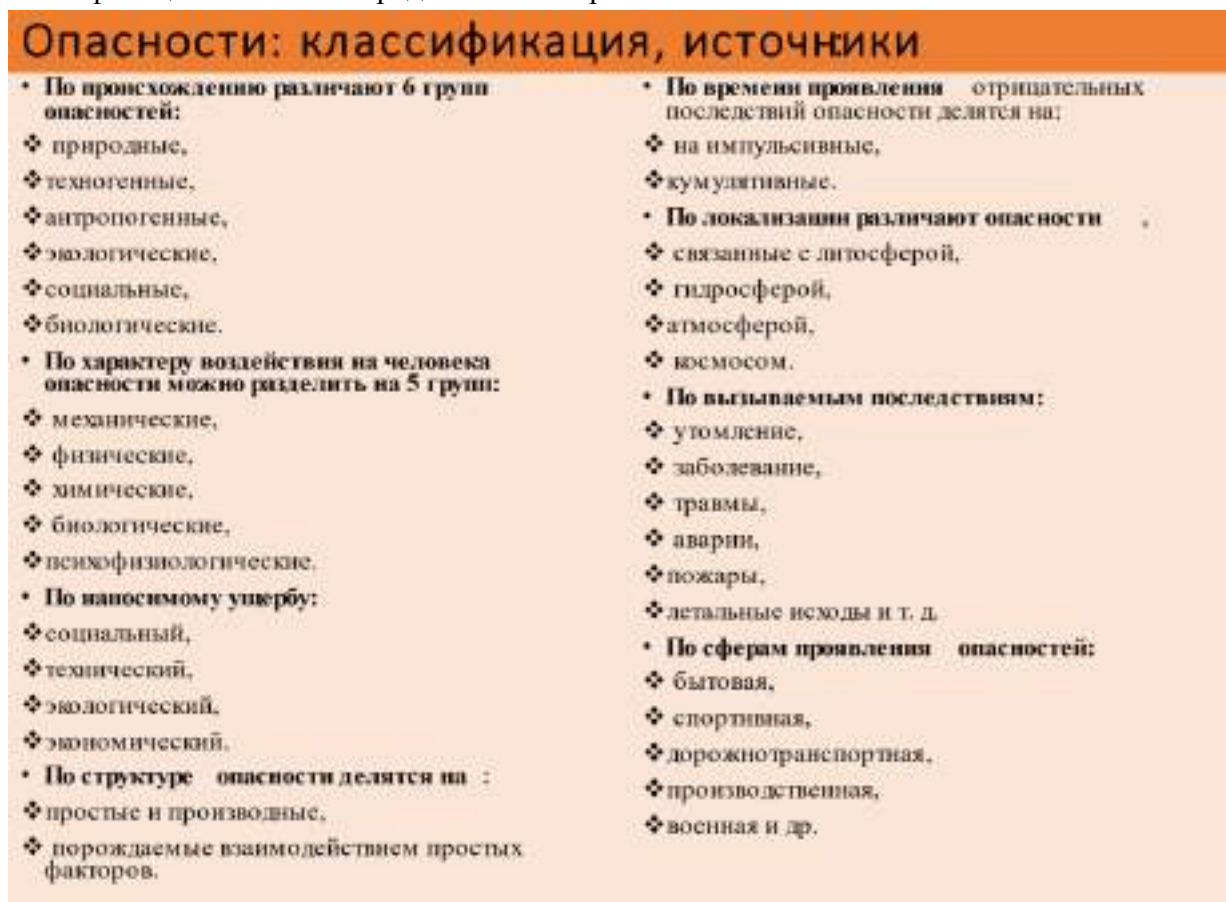 Опасности: классификация, источники
• По происхождению различают 6 групп
опасностей:
❖ природные,
❖техногенные,
❖антропогенные,
❖экологические,
❖социальные,
❖биологические.
• По характеру воздействия на человека
опасности можно разделить на 5 групп:
❖ механические,
❖ физические,
❖ химические,
❖ биологические,
❖психофизиологические.
• По наносимому ущербу:
❖социальный,
❖технический,
❖экологический,
❖экономический.
• По структуре опасности делятся на :
❖простые и производные,
❖ порождаемые взаимодействием простых
факторов.
• По времени проявления отрицательных
последствий опасности делятся на:
❖ на импульсивные,
❖кумулятивные.
• По локализации различают опасности .
❖ связанные с литосферой,
❖ гидросферой,
❖атмосферой,
❖ космосом.
• По вызываемым последствиям:
❖ утомление,
❖ заболевание,
❖ травмы,
❖ аварии,
❖пожары,
❖летальные исходы и т. д.
• По сферам проявления опасностей:
❖ бытовая,
❖ спортивная,
❖дорожнотранспортная,
❖производственная,
❖военная и др.